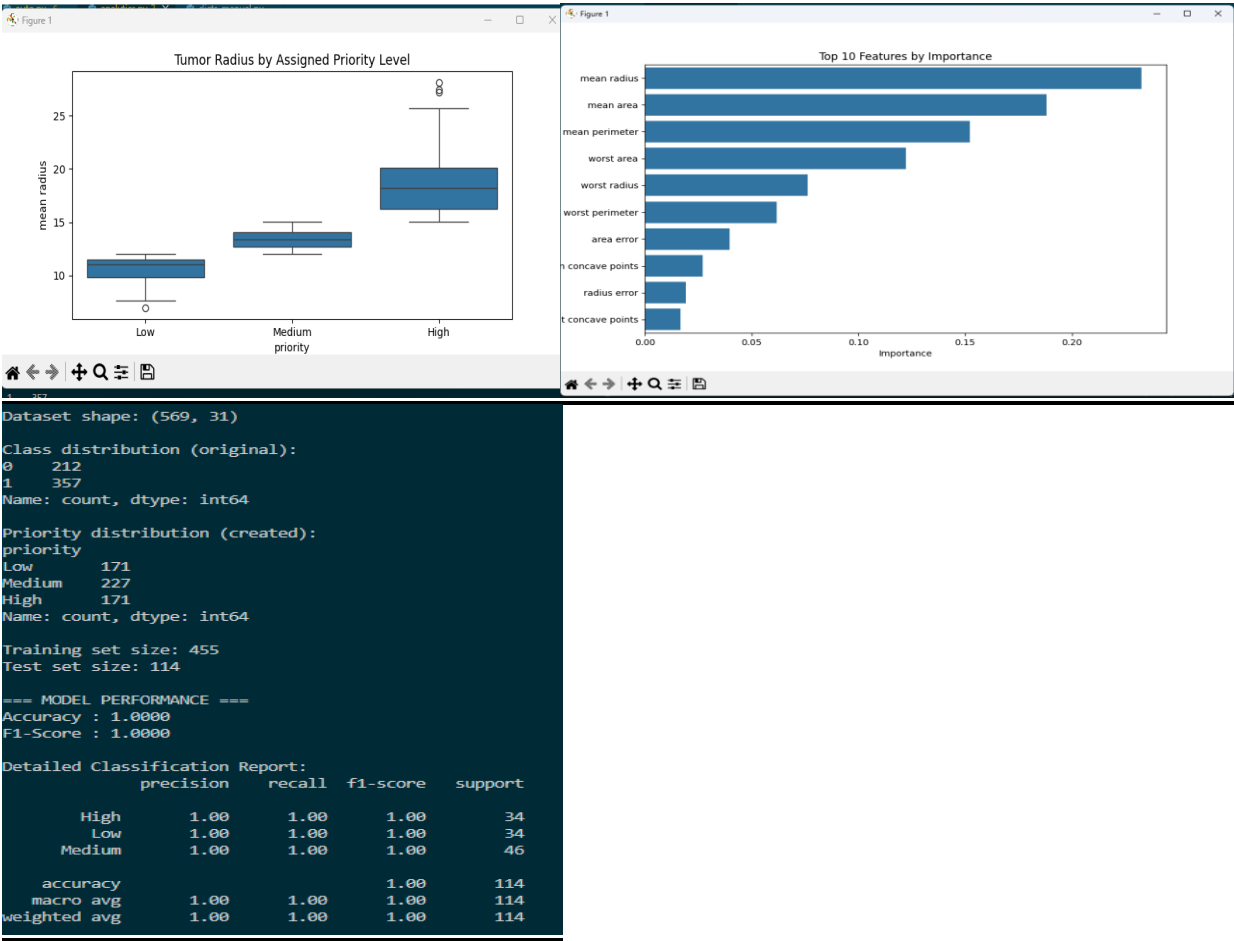 Figure 1
Tumor Radius by Assigned Priority Level
mean radius
25
20
15
10
Low Medium High
priority
Figure 1
Top 10 Features by Importance
mean radius
mean area
mean perimeter
worst area
worst radius
worst perimeter
area error
n concave points
radius error
t concave points
0.00 0.05 0.10 0.15 0.20
Importance
1 357
Dataset shape: (569, 31)
Class distribution (original):
0 212
1 357
Name: count, dtype: int64
Priority distribution (created):
priority
Low 171
Medium 227
High 171
Name: count, dtype: int64
Training set size: 455
Test set size: 114
=== MODEL PERFORMANCE ===
Accuracy : 1.0000
F1-Score : 1.0000
Detailed Classification Report:
precision recall f1-score support
High 1.00 1.00 1.00 34
Low 1.00 1.00 1.00 34
Medium 1.00 1.00 1.00 46
accuracy 1.00 114
macro avg 1.00 1.00 1.00 114
weighted avg 1.00 1.00 1.00 114